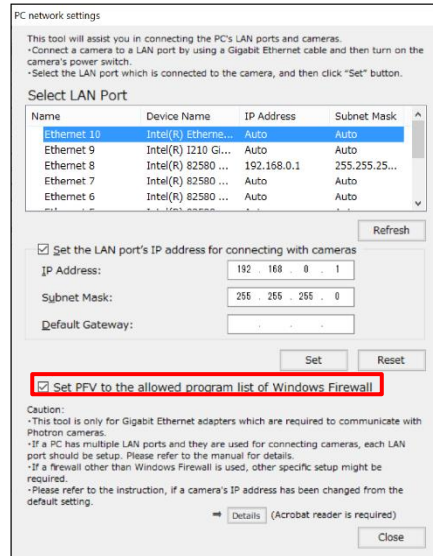 PC network settings
This tool will assist you in connecting the PC's LAN ports and cameras.
・Connect a camera to a LAN port by using a Gigabit Ethernet cable and then turn on the
camera's power switch.
・Select the LAN port which is connected to the camera, and then click "Set" button.
Select LAN Port
Name Device Name IP Address Subnet Mask
Ethernet 10 Intel(R) Etherne... Auto Auto
Ethernet 9 Intel(R) I210 Gi... Auto Auto
Ethernet 8 Intel(R) 82580 ... 192.168.0.1 255.255.25...
Ethernet 7 Intel(R) 82580 ... Auto Auto
Ethernet 6 Intel(R) 82580 ... Auto Auto
Refresh
Set the LAN port's IP address for connecting with cameras
IP Address: 192 . 168 . 0 . 1
Subnet Mask: 255 . 255 . 255 . 0
Default Gateway: . . .
Set Reset
Set PFV to the allowed program list of Windows Firewall
Caution:
・This tool is only for Gigabit Ethernet adapters which are required to communicate with
Photron cameras.
・If a PC has multiple LAN ports and they are used for connecting cameras, each LAN
port should be setup. Please refer to the manual for details.
・If a firewall other than Windows Firewall is used, other specific setup might be
required.
・Please refer to the instruction, if a camera's IP address has been changed from the
default setting.
⇒ Details (Acrobat reader is required)
Close